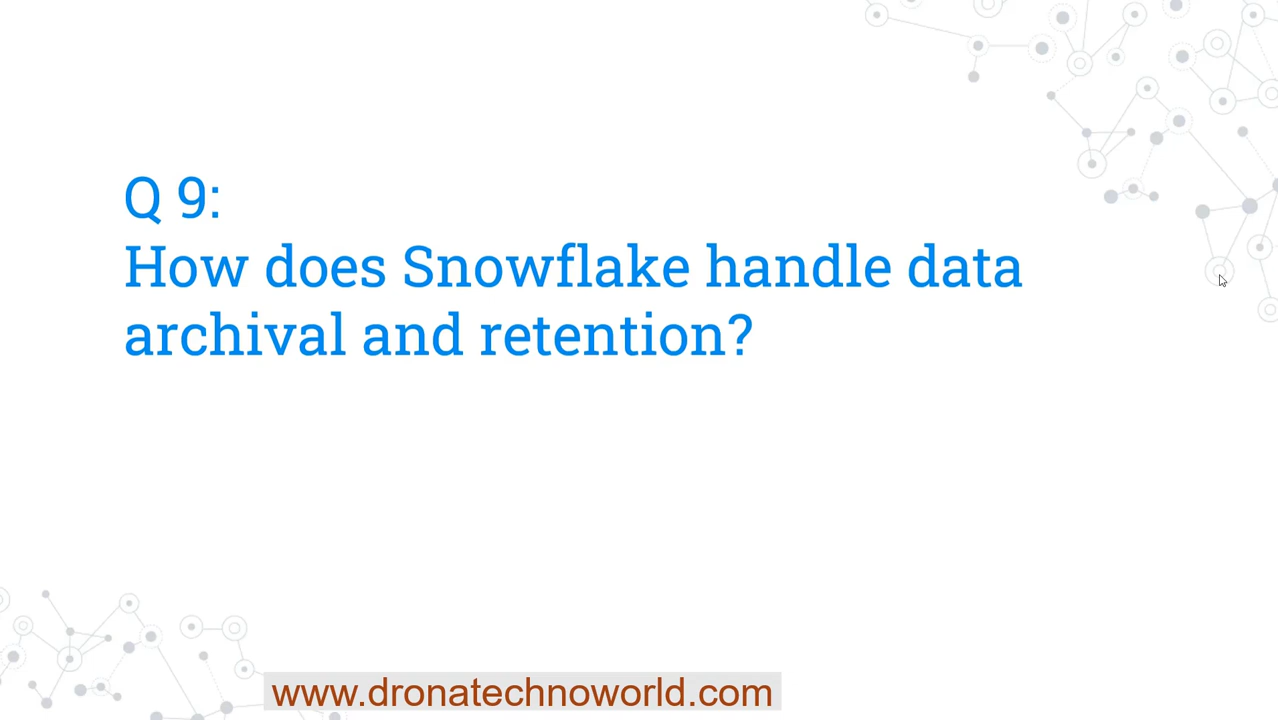 Q 9:
How does Snowflake handle data
archival and retention?
www.dronatechnoworld.com